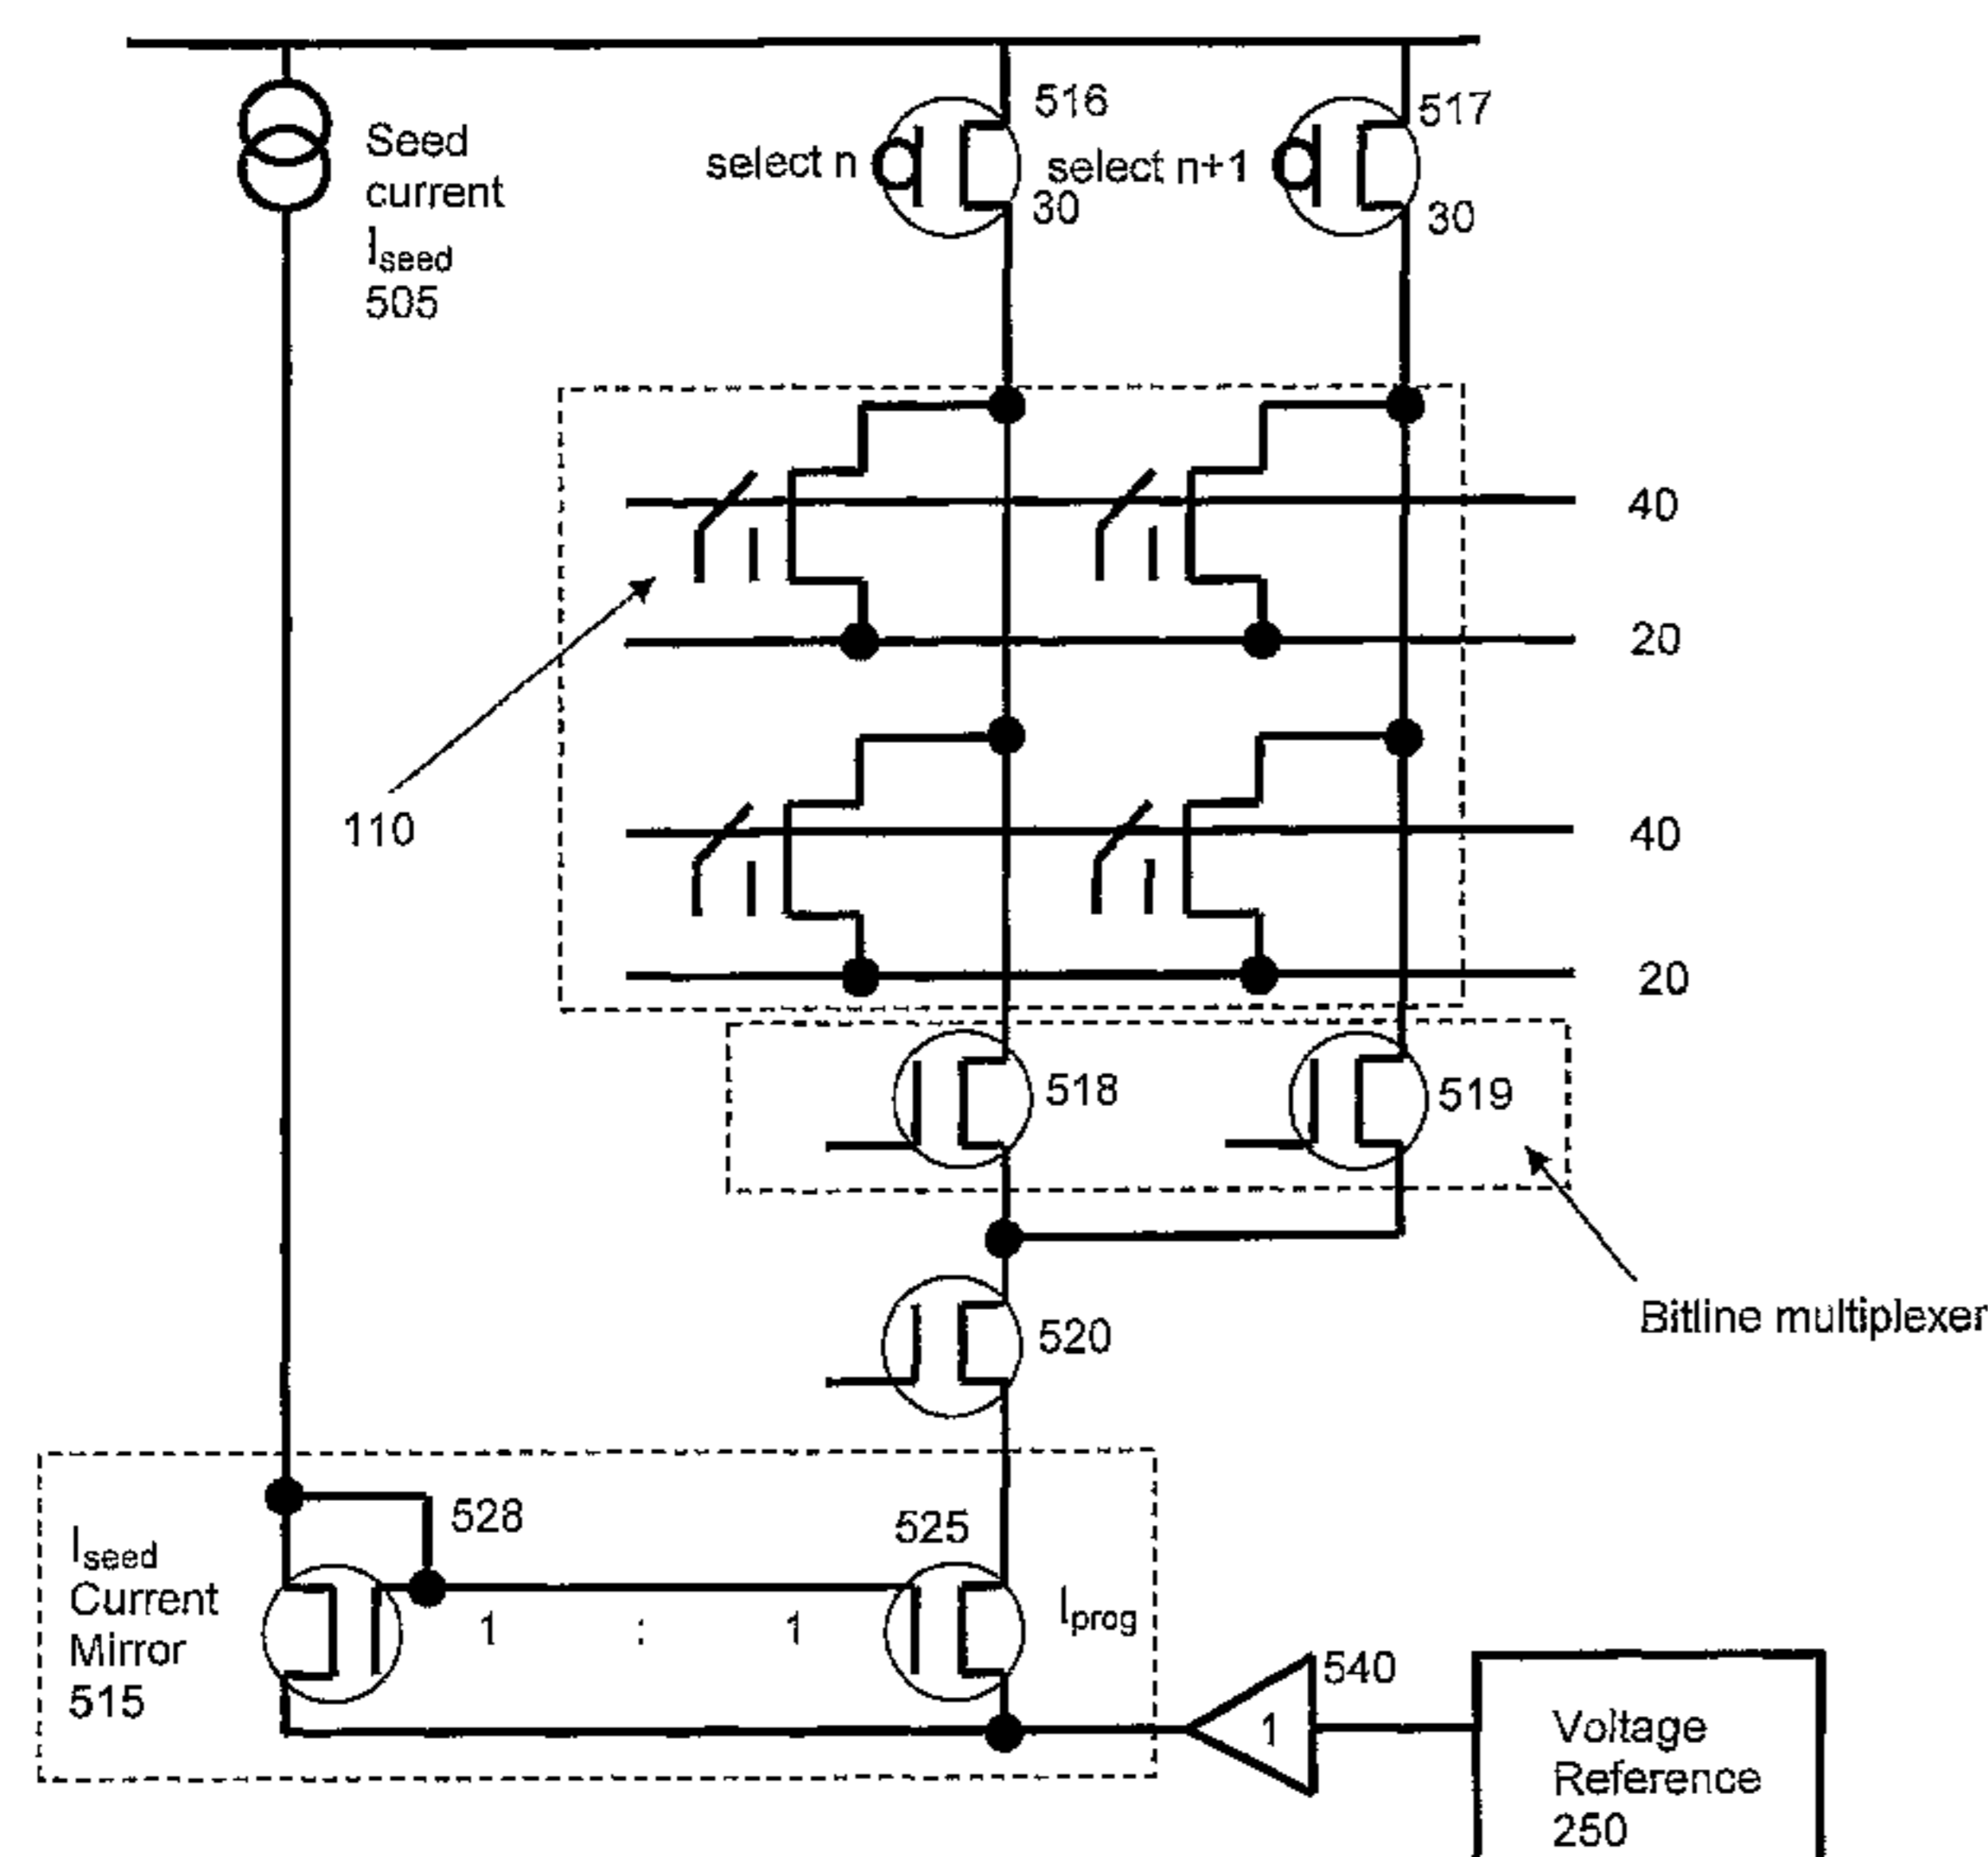 516
517
Seed
current
Iseed
505
select n
select n+1
30
30
40
20
110
40
20
518
519
Bitline multiplexer
520
528
525
Iseed
Current
Mirror
515
1 : 1
Iprog
540
1
Voltage
Reference
250